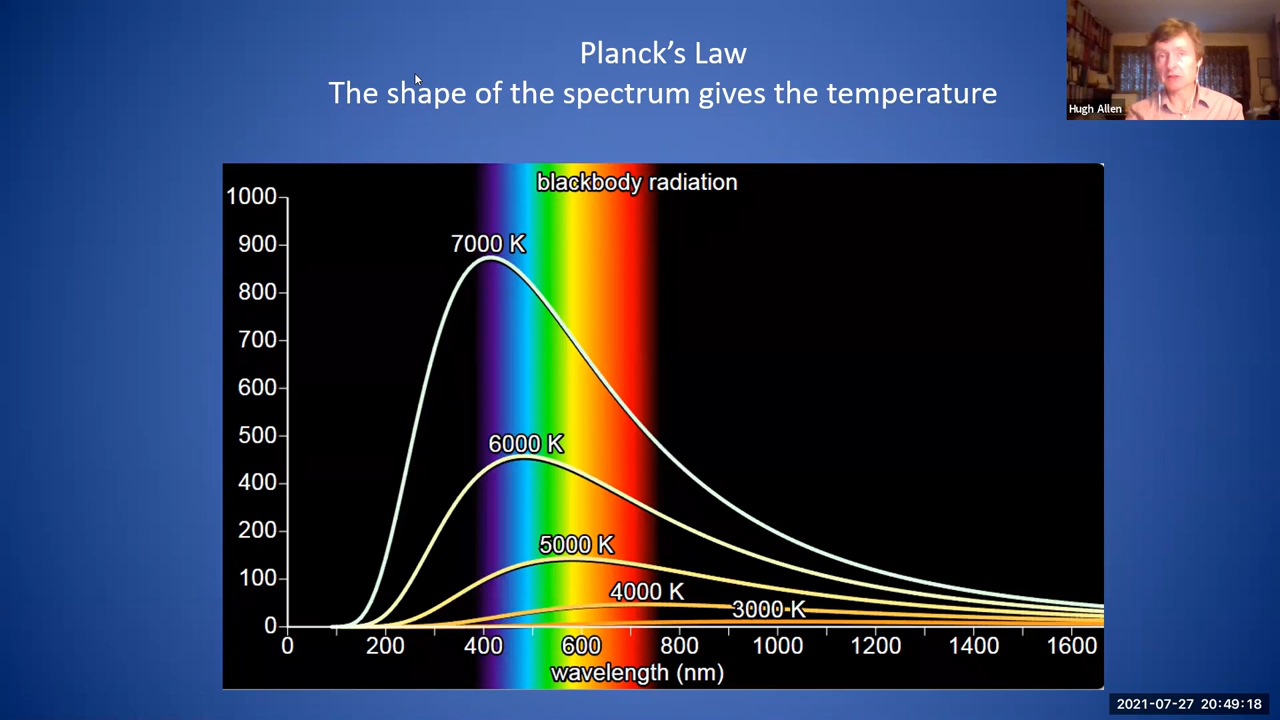 Planck’s Law
The shape of the spectrum gives the temperature
Hugh Allen
blackbody radiation
1000
900
800
700
600
500
400
200
100
0
7000 K
6000 K
5000 K
4000 K
3000 K
0 200 400 600 800 1000 1200 1400 1600
wavelength (nm)
2021-07-27 20:49:18